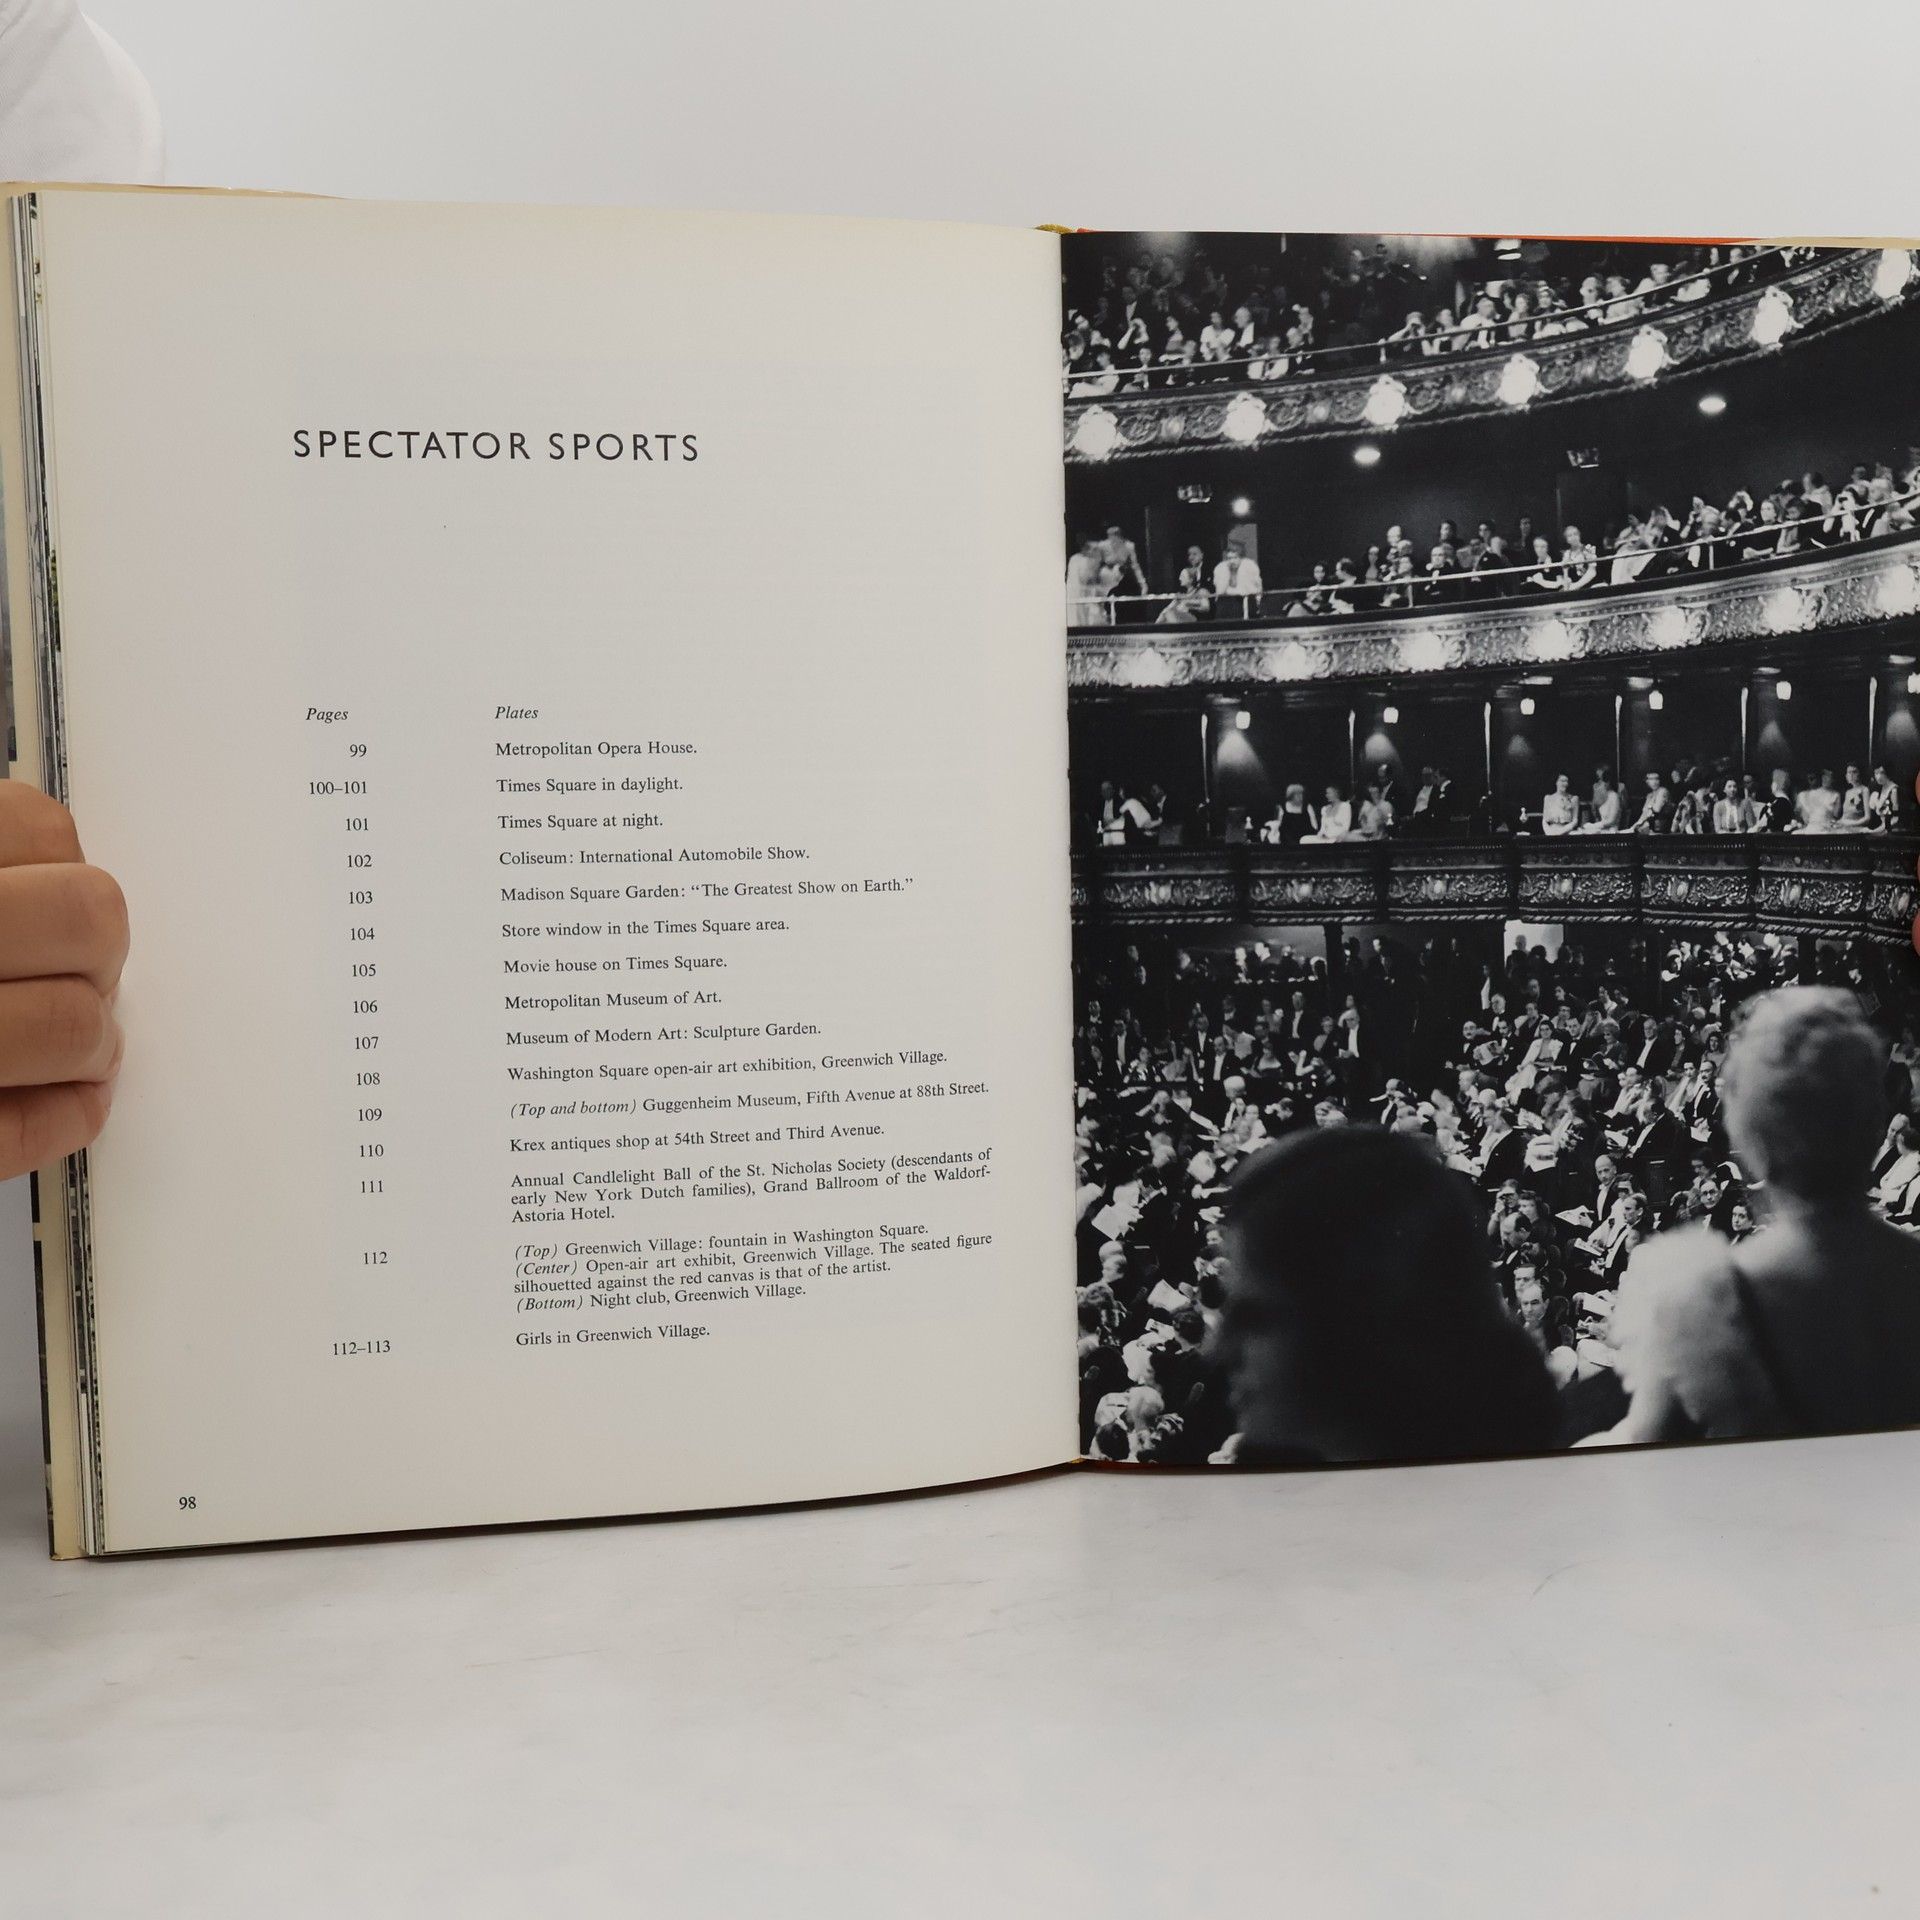 SPECTATOR SPORTS
Pages Plates
99 Metropolitan Opera House.
100–101 Times Square in daylight.
101 Times Square at night.
102 Coliseum: International Automobile Show.
103 Madison Square Garden: “The Greatest Show on Earth.”
104 Store window in the Times Square area.
105 Movie house on Times Square.
106 Metropolitan Museum of Art.
107 Museum of Modern Art: Sculpture Garden.
108 Washington Square open-air art exhibition, Greenwich Village.
109 (Top and bottom) Guggenheim Museum, Fifth Avenue at 88th Street.
110 Krex antiques shop at 54th Street and Third Avenue.
111 Annual Candlelight Ball of the St. Nicholas Society (descendants of
early New York Dutch families), Grand Ballroom of the Waldorf-
Astoria Hotel.
112 (Top) Greenwich Village: fountain in Washington Square.
(Center) Open-air art exhibit, Greenwich Village. The seated figure
silhouetted against the red canvas is that of the artist.
(Bottom) Night club, Greenwich Village.
112–113 Girls in Greenwich Village.
98